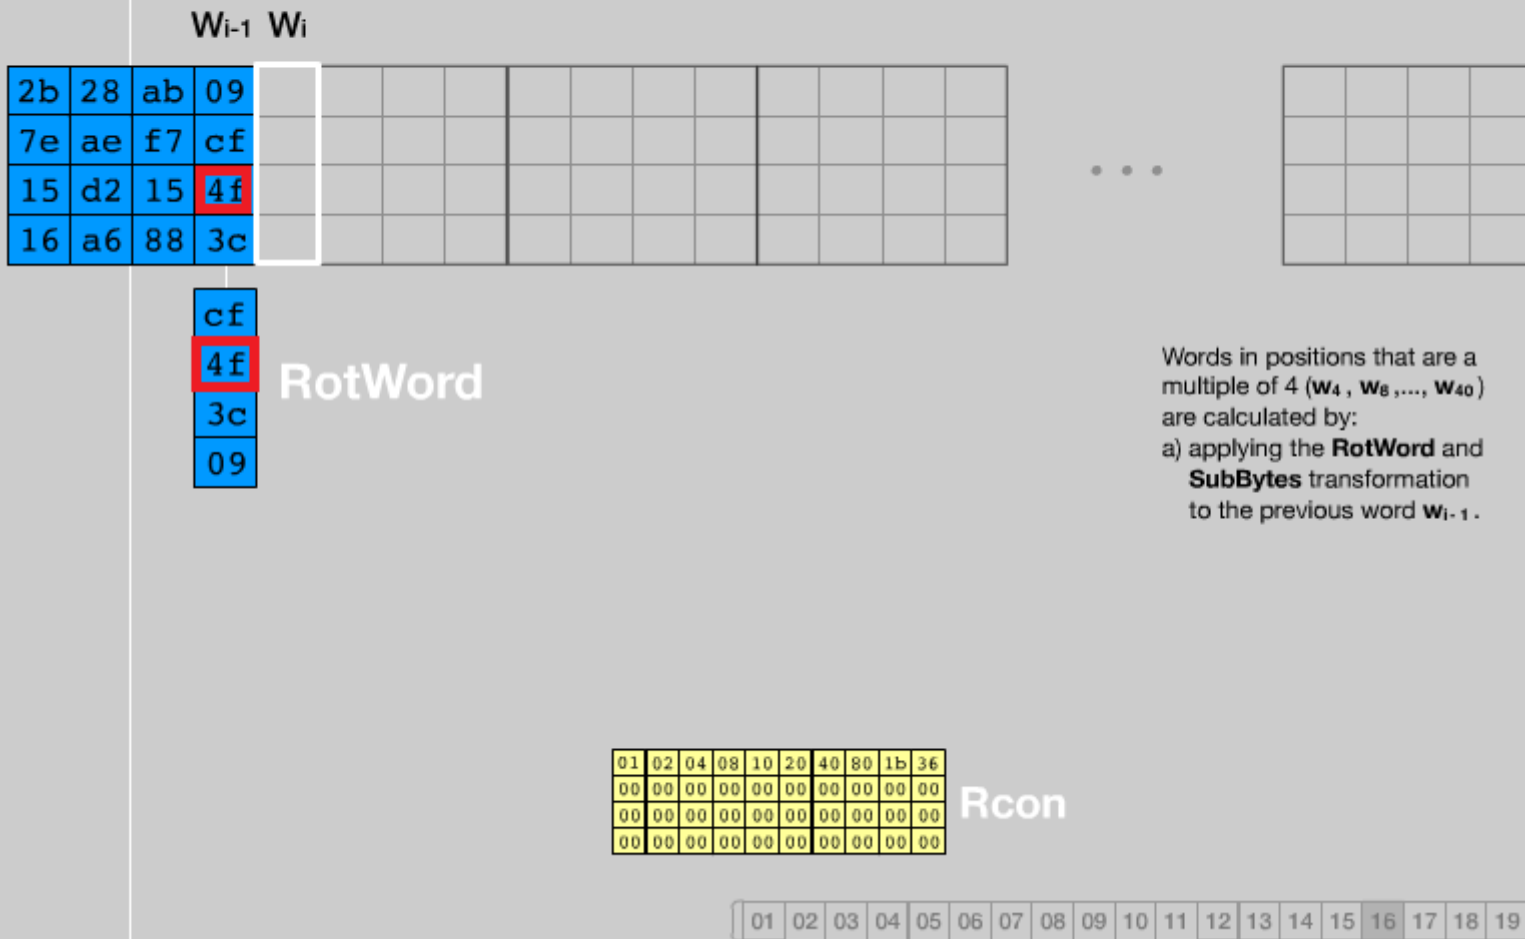 Wi-1 Wi
2b 28 ab 09
7e ae f7 cf
15 d2 15 4f
16 a6 88 3c
cf
4f
3c
09
RotWord
Words in positions that are a
multiple of 4 (w4 , w8 ,..., w40 )
are calculated by:
a) applying the RotWord and
SubBytes transformation
to the previous word wi-1 .
01 02 04 08 10 20 40 80 1b 36
00 00 00 00 00 00 00 00 00 00
00 00 00 00 00 00 00 00 00 00
00 00 00 00 00 00 00 00 00 00
Rcon
01 02 03 04 05 06 07 08 09 10 11 12 13 14 15 16 17 18 19